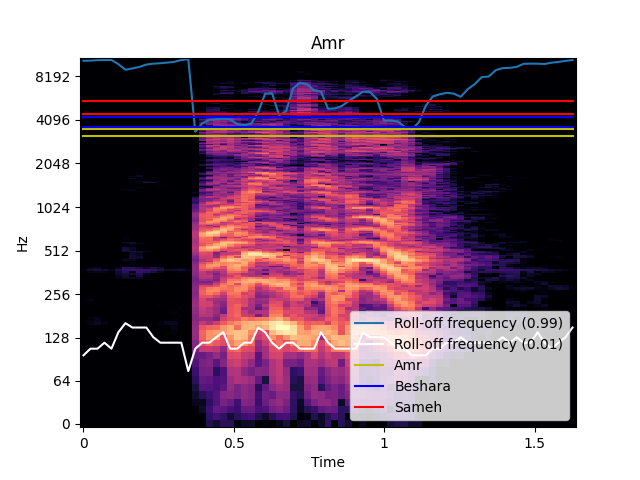 Amr
8192
4096
2048
1024
512
256
128
64
0
Hz
0
0.5
1
1.5
Time
Roll-off frequency (0.99)
Roll-off frequency (0.01)
Amr
Beshara
Sameh